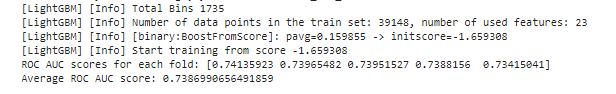 [LightGBM] [Info] Total Bins 1735
[LightGBM] [Info] Number of data points in the train set: 39148, number of used features: 23
[LightGBM] [Info] [binary:BoostFromScore]: pavg=0.159855 -> initscore=-1.659308
[LightGBM] [Info] Start training from score -1.659308
ROC AUC scores for each fold: [0.74135923 0.73965482 0.73951527 0.7388156  0.73415041]
Average ROC AUC score: 0.7386990656491859